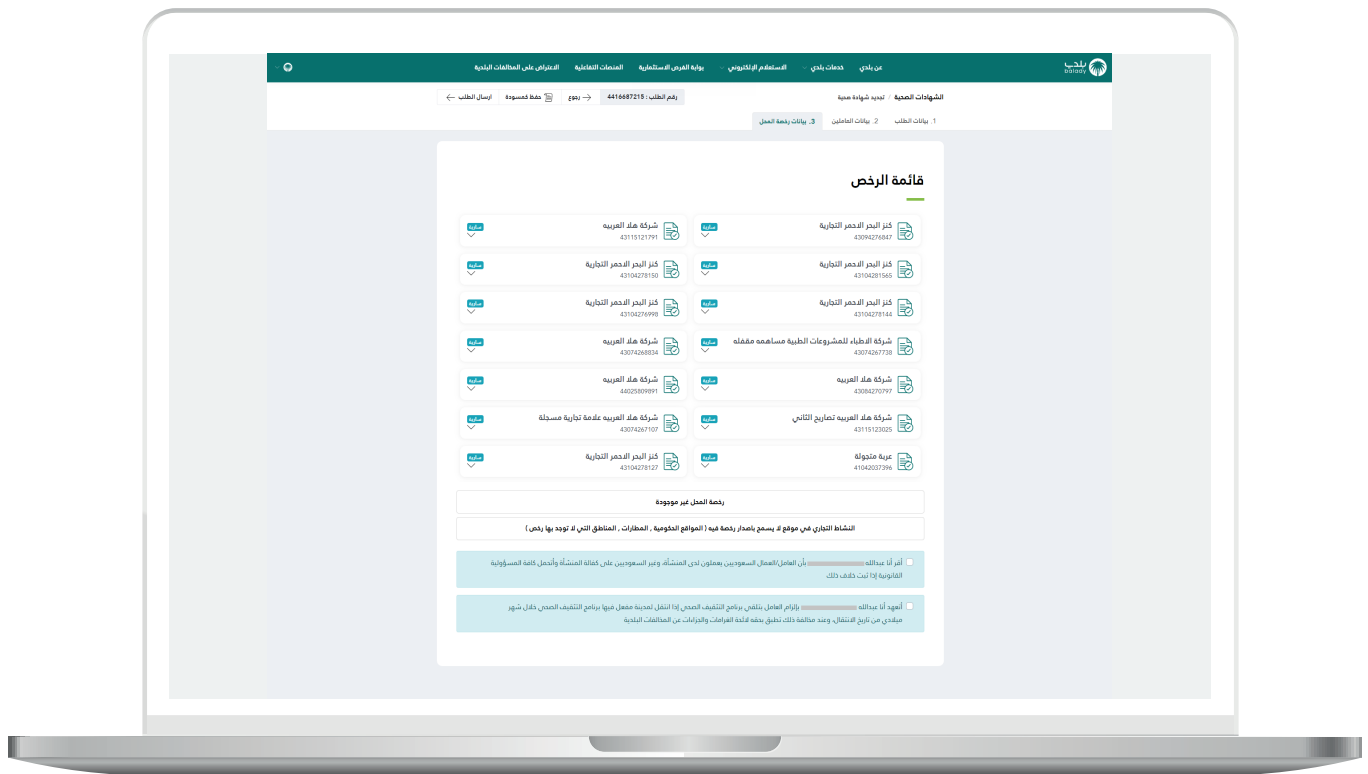 بلدي
balady
عن بلدي
خدمات بلدي
الاستعلام الإلكتروني
بوابة الفرص الاستثمارية
المنصات التفاعلية
الاعتراض على المخالفات البلدية
الشهادات الصحية / تجديد شهادة صحية
رقم الطلب : 4416687215
رجوع
حفظ كمسودة
ارسال الطلب
1. بيانات الطلب
2. بيانات العاملين
3. بيانات رخصة المحل
قائمة الرخص
كنز البحر الاحمر التجارية
سارية
43094276847
شركة هلا العربيه
سارية
43115121791
كنز البحر الاحمر التجارية
سارية
43104281565
كنز البحر الاحمر التجارية
سارية
43104278150
كنز البحر الاحمر التجارية
سارية
43104278144
كنز البحر الاحمر التجارية
سارية
43104276998
شركة الاطباء للمشروعات الطبية مساهمه مقفله
سارية
43074267738
شركة هلا العربيه
سارية
43074268834
شركة هلا العربيه
سارية
43084270797
شركة هلا العربيه
سارية
44025809891
شركة هلا العربيه تصاريح الثاني
سارية
43115123025
شركة هلا العربيه علامة تجارية مسجلة
سارية
43074267107
عربة متجولة
سارية
41042037396
كنز البحر الاحمر التجارية
سارية
43104278127
رخصة المحل غير موجودة
النشاط التجاري في موقع لا يسمح باصدار رخصة فيه ( المواقع الحكومية , المطارات , المناطق التي لا توجد بها رخص )
أقر أنا عبدالله بأن العامل/العمال السعوديين يعملون لدى المنشأة، وغير السعوديين على كفالة المنشأة وأتحمل كافة المسؤولية
القانونية إذا ثبت خلاف ذلك
أتعهد أنا عبدالله بإلزام العامل بتلقي برنامج التثقيف الصحي إذا انتقل لمدينة مفعل فيها برنامج التثقيف الصحي خلال شهر
ميلادي من تاريخ الانتقال، وعند مخالفة ذلك تطبق بحقه لائحة الغرامات والجزاءات عن المخالفات البلدية